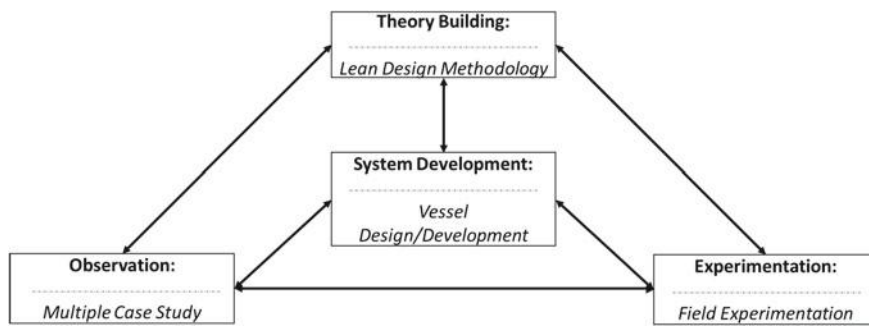 Theory Building:
Lean Design Methodology
System Development:
Vessel
Design/Development
Observation:
Multiple Case Study
Experimentation:
Field Experimentation